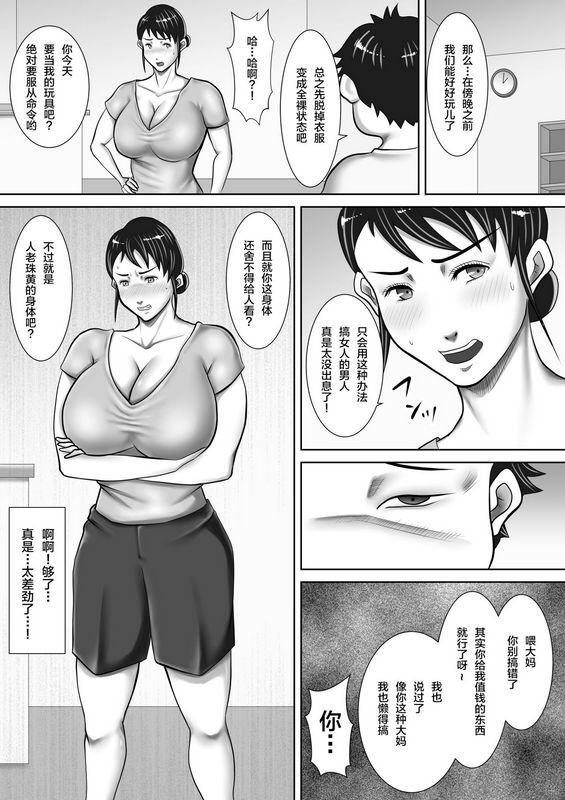 那么…在傍晚之前
我们能好好玩儿了
总之先脱掉衣服
变成全裸状态吧
哈…哈啊?!
你今天
要当我的玩具吧?
绝对要服从命令哟
只会用这种办法
搞女人的男人
真是太没出息了!
而且就你这身体
还舍不得给人看?
不过就是
人老珠黄的身体吧?
啊啊!够了…
真是…太差劲了…!
喂大妈
你别搞错了
其实你给我值钱的东西
就行了呀~
我也
说过了
像你这种大妈
我也懒得搞
你…